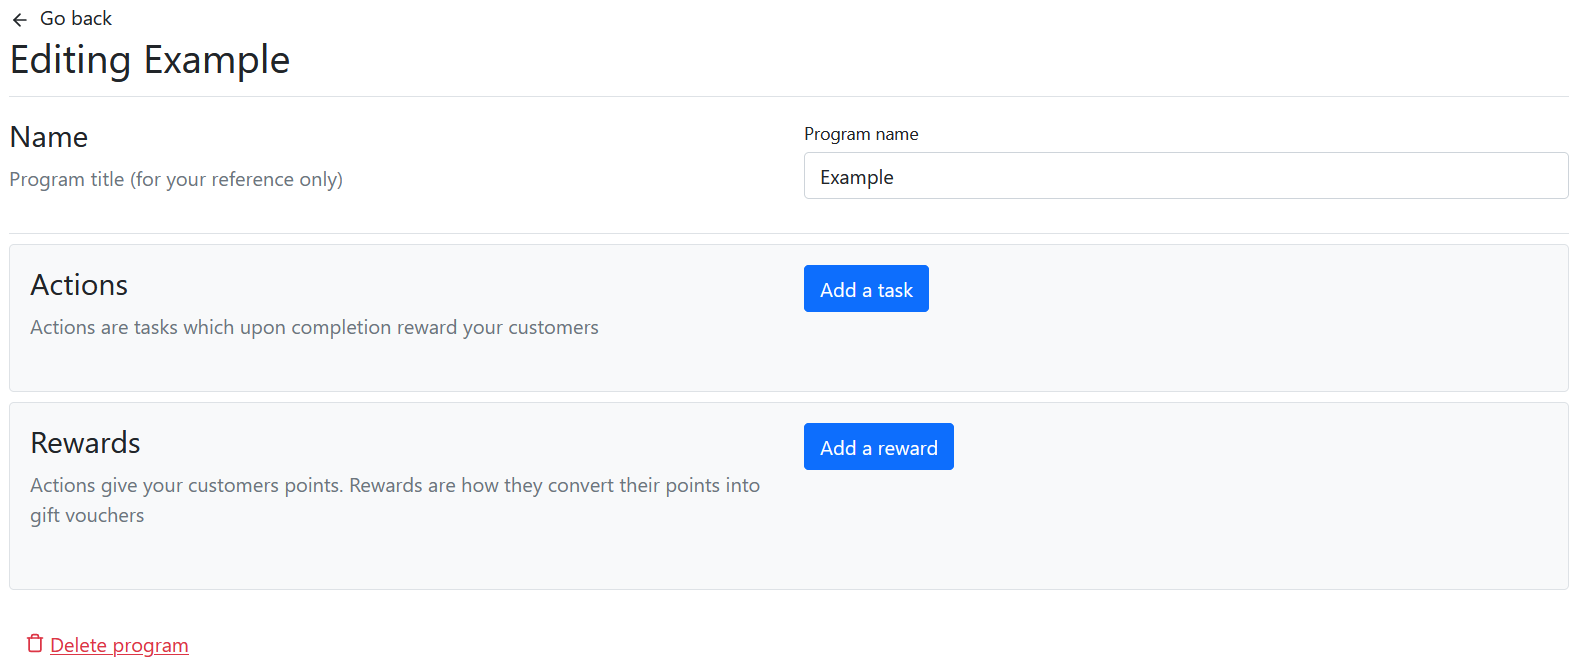 Go back
Editing Example
Name
Program title (for your reference only)
Program name
Example
Actions
Actions are tasks which upon completion reward your customers
Add a task
Rewards
Actions give your customers points. Rewards are how they convert their points into
gift vouchers
Add a reward
Delete program